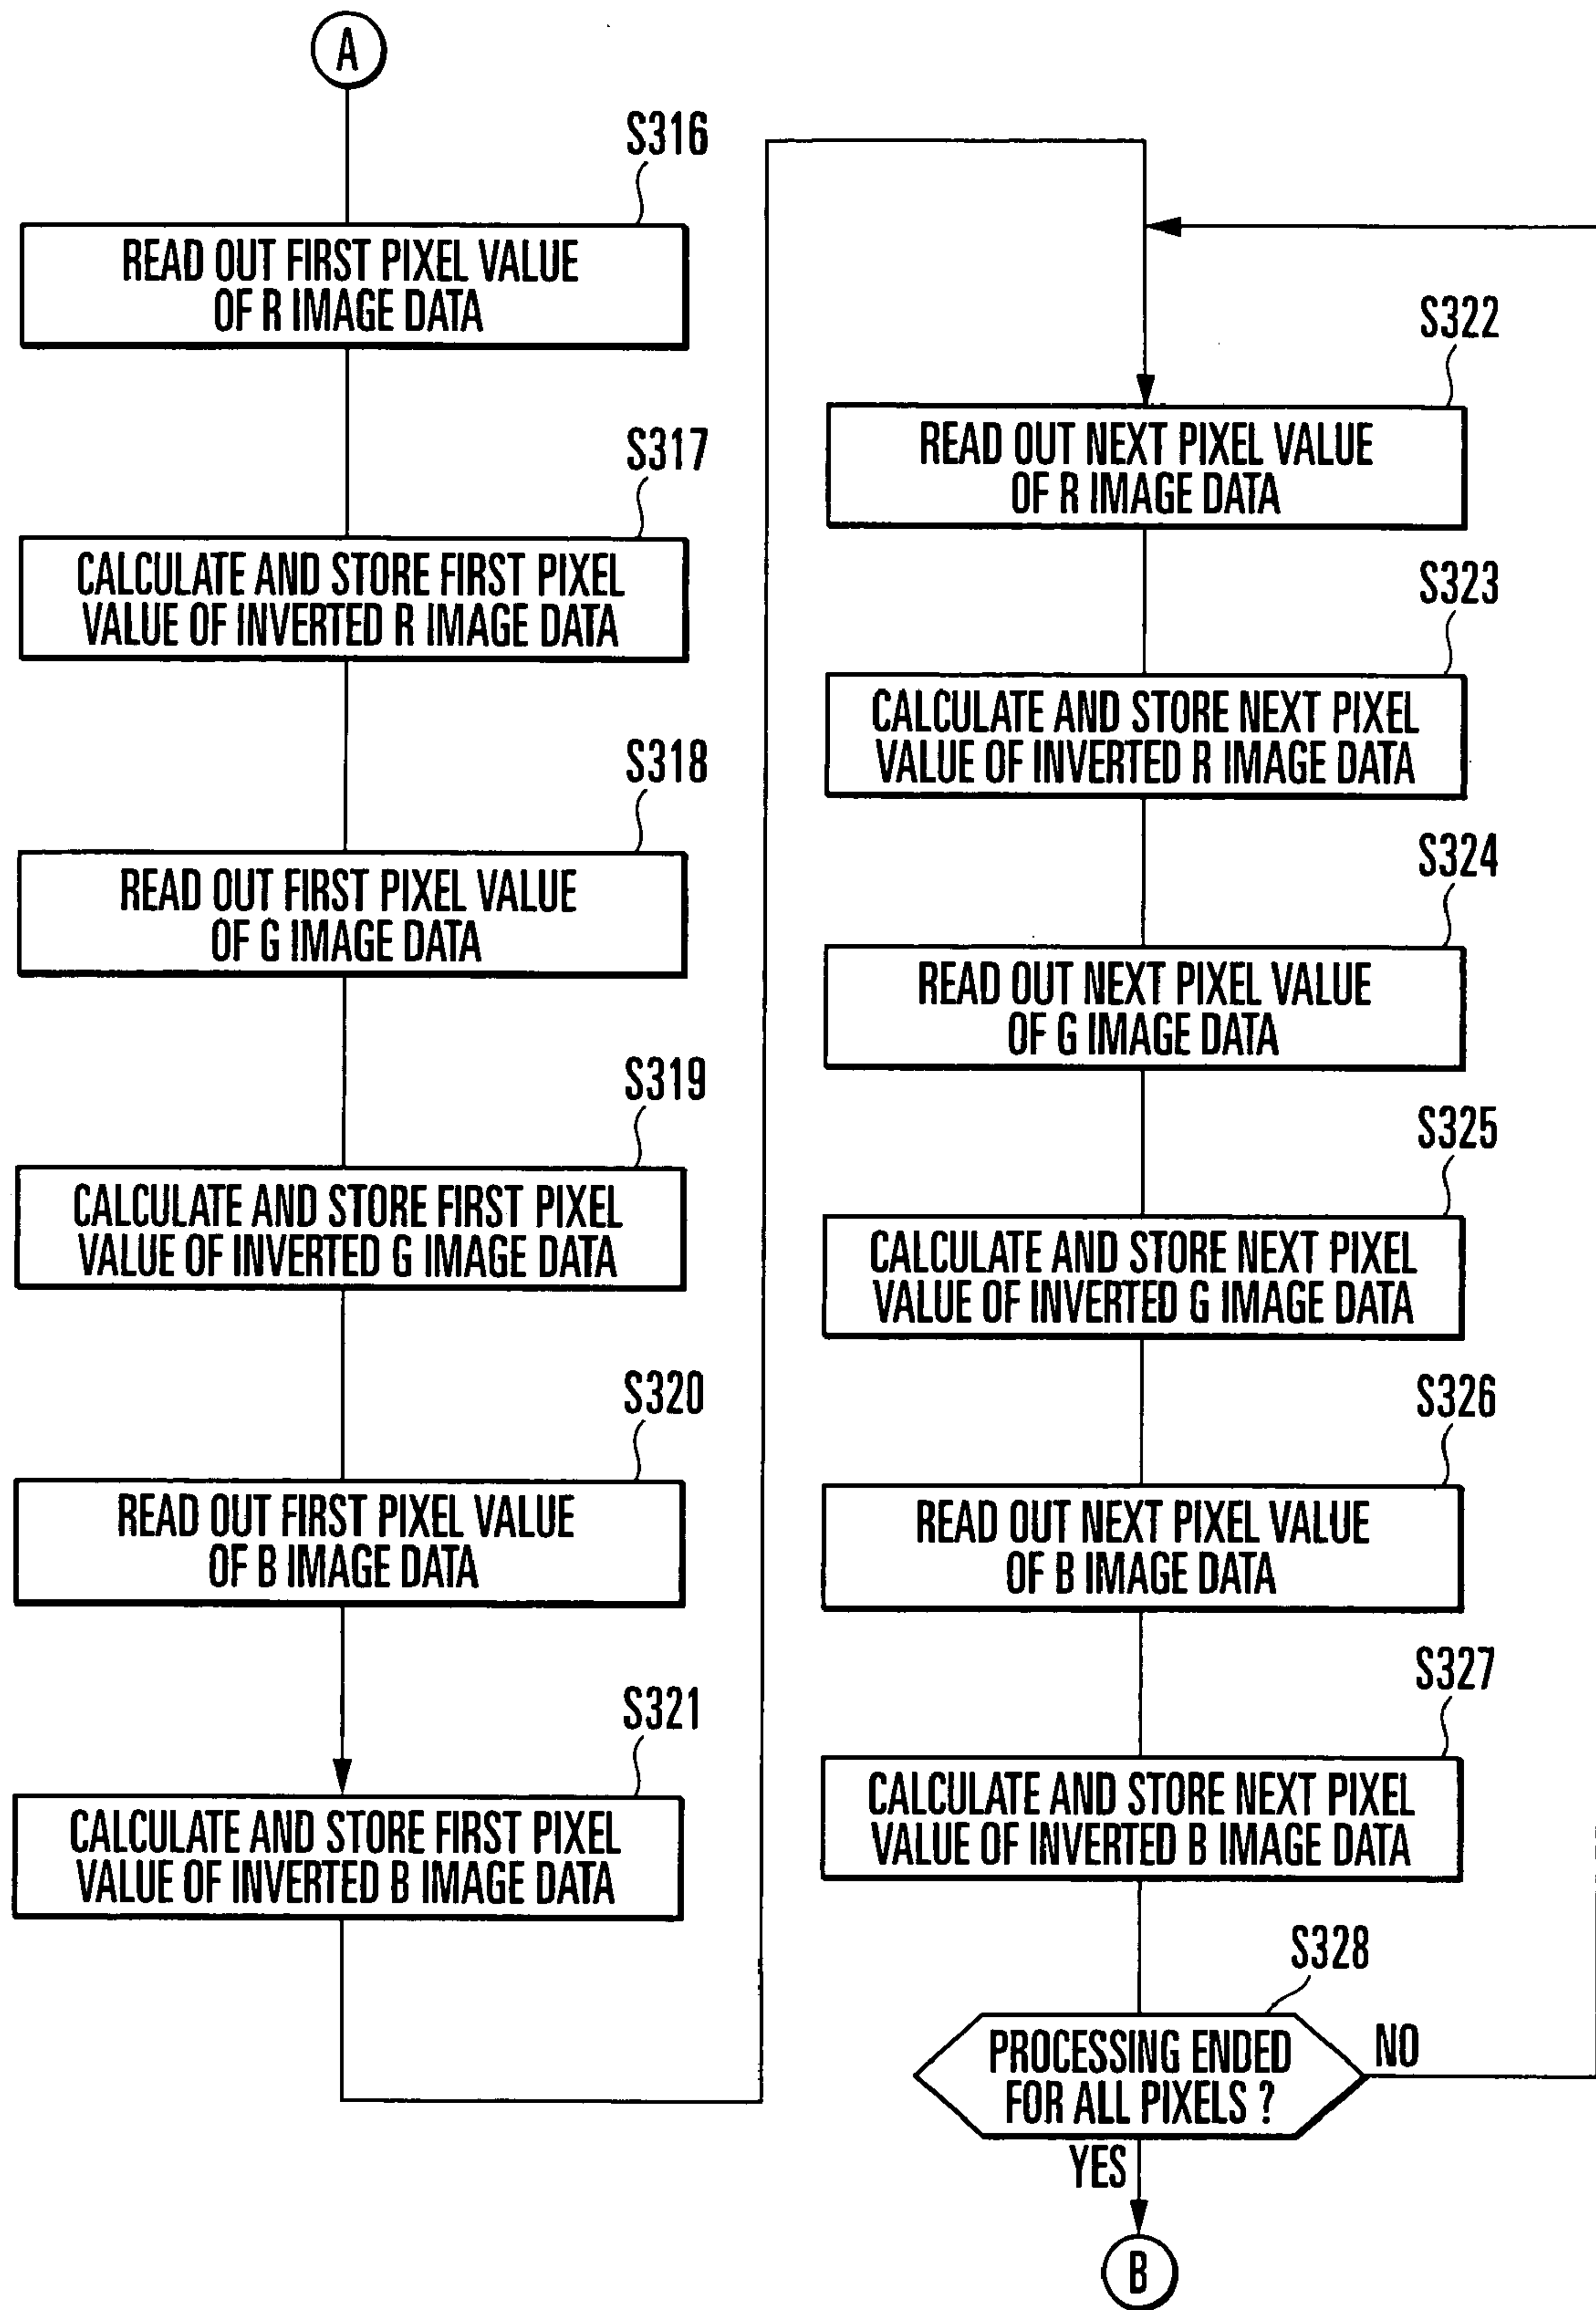 A
S316
READ OUT FIRST PIXEL VALUE
OF R IMAGE DATA
S317
CALCULATE AND STORE FIRST PIXEL
VALUE OF INVERTED R IMAGE DATA
S318
READ OUT FIRST PIXEL VALUE
OF G IMAGE DATA
S319
CALCULATE AND STORE FIRST PIXEL
VALUE OF INVERTED G IMAGE DATA
S320
READ OUT FIRST PIXEL VALUE
OF B IMAGE DATA
S321
CALCULATE AND STORE FIRST PIXEL
VALUE OF INVERTED B IMAGE DATA
S322
READ OUT NEXT PIXEL VALUE
OF R IMAGE DATA
S323
CALCULATE AND STORE NEXT PIXEL
VALUE OF INVERTED R IMAGE DATA
S324
READ OUT NEXT PIXEL VALUE
OF G IMAGE DATA
S325
CALCULATE AND STORE NEXT PIXEL
VALUE OF INVERTED G IMAGE DATA
S326
READ OUT NEXT PIXEL VALUE
OF B IMAGE DATA
S327
CALCULATE AND STORE NEXT PIXEL
VALUE OF INVERTED B IMAGE DATA
S328
PROCESSING ENDED
FOR ALL PIXELS ?
NO
YES
B